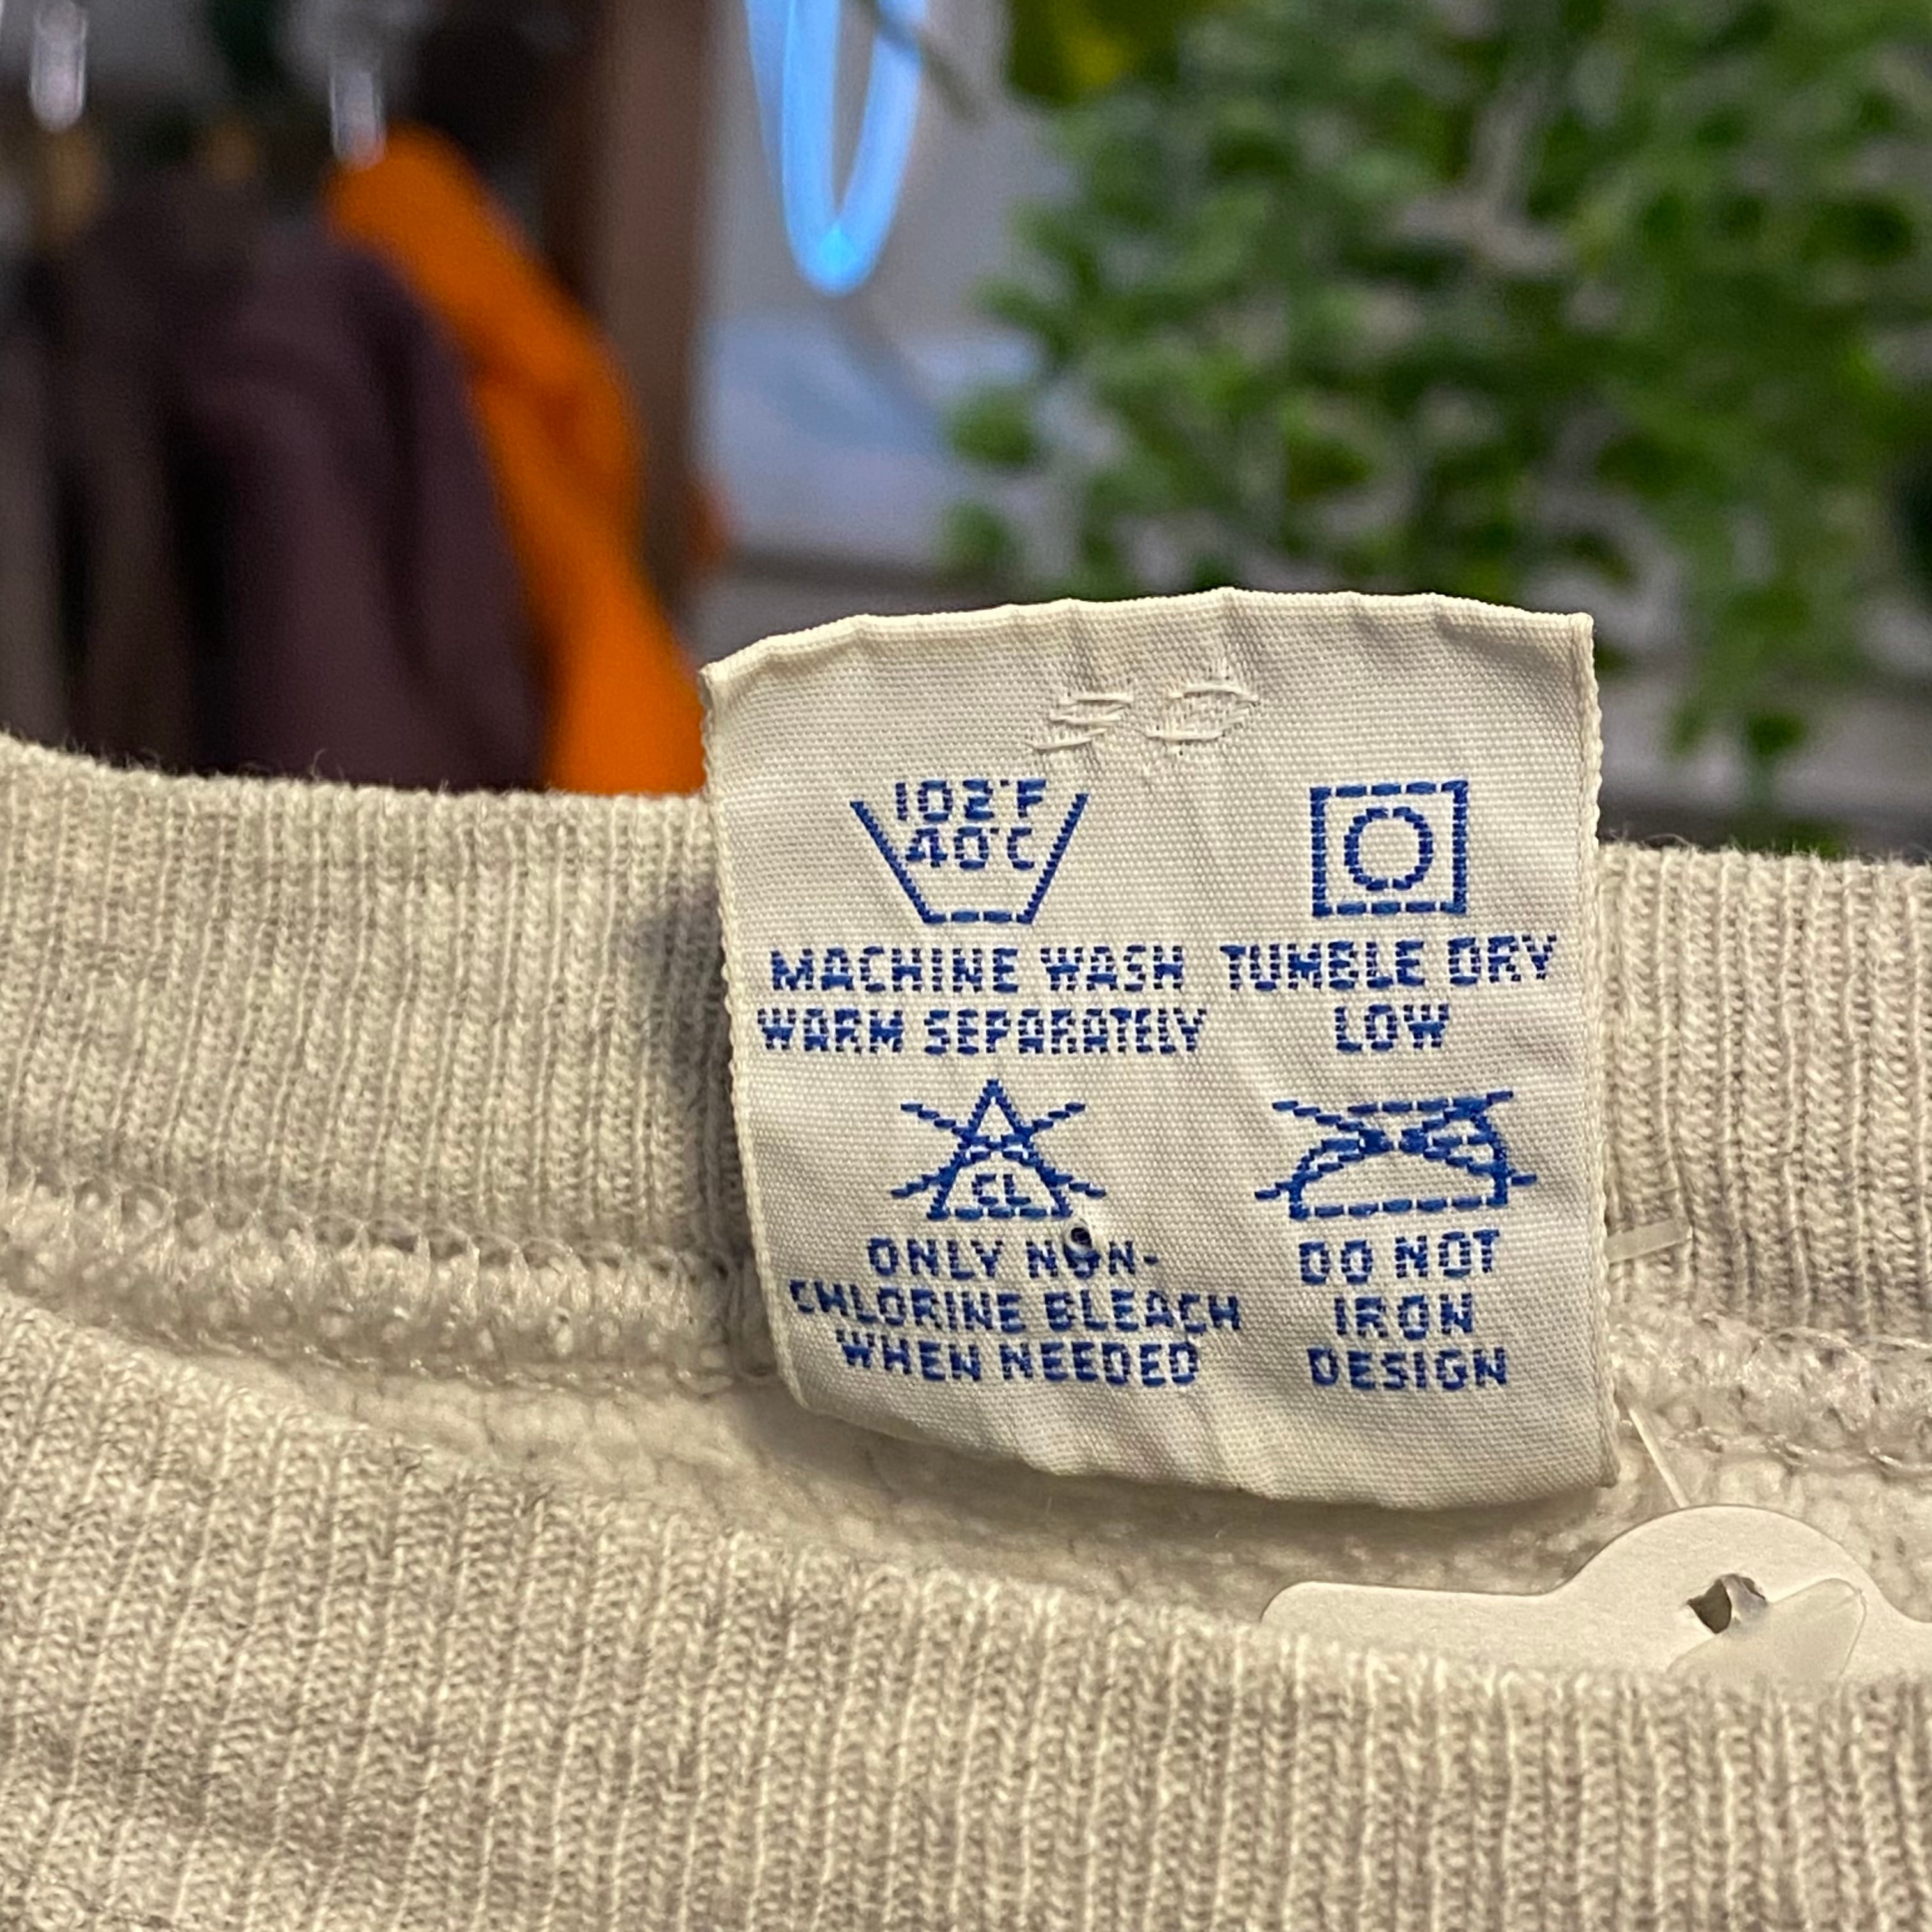 102°F
40°C
MACHINE WASH
WARM SEPARATELY
TUMBLE DRY
LOW
CL
ONLY NON-
CHLORINE BLEACH
WHEN NEEDED
DO NOT
IRON
DESIGN